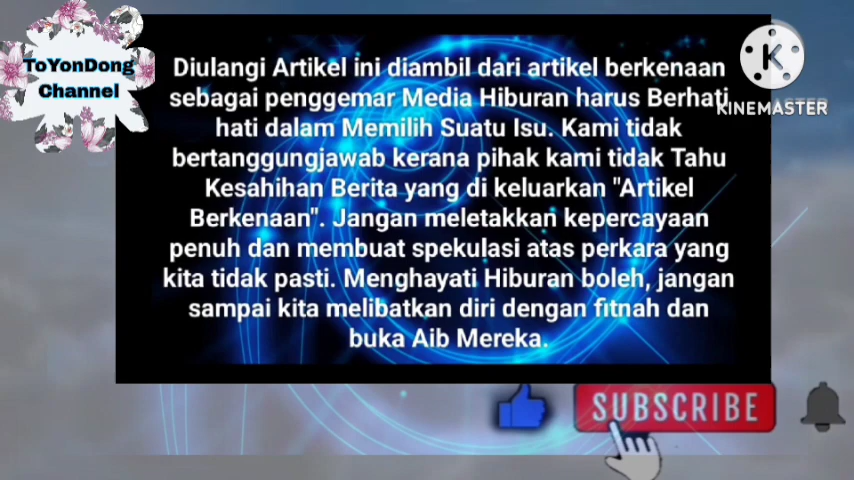 ToYonDong
Channel
Diulangi Artikel ini diambil dari artikel berkenaan
sebagai penggemar Media Hiburan harus Berhati
hati dalam Memilih Suatu Isu. Kami tidak
bertanggungjawab kerana pihak kami tidak Tahu
Kesahihan Berita yang di keluarkan "Artikel
Berkenaan". Jangan meletakkan kepercayaan
penuh dan membuat spekulasi atas perkara yang
kita tidak pasti. Menghayati Hiburan boleh, jangan
sampai kita melibatkan diri dengan fitnah dan
buka Aib Mereka.
K
KINEMASTER
SUBSCRIBE